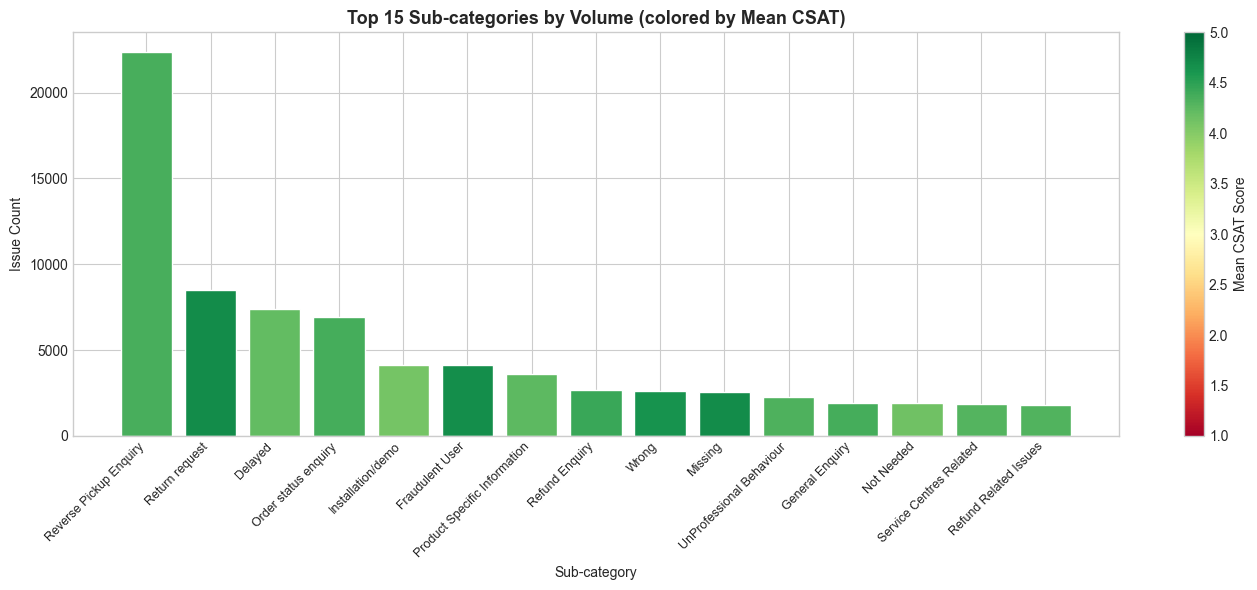 Top 15 Sub-categories by Volume (colored by Mean CSAT)
Issue Count
20000
15000
10000
5000
0
Reverse Pickup Enquiry
Return request
Delayed
Order status enquiry
Installation/demo
Fraudulent User
Product Specific Information
Refund Enquiry
Wrong
Missing
UnProfessional Behaviour
General Enquiry
Not Needed
Service Centres Related
Refund Related Issues
Sub-category
5.0
4.5
4.0
3.5
3.0
2.5
2.0
1.5
1.0
Mean CSAT Score